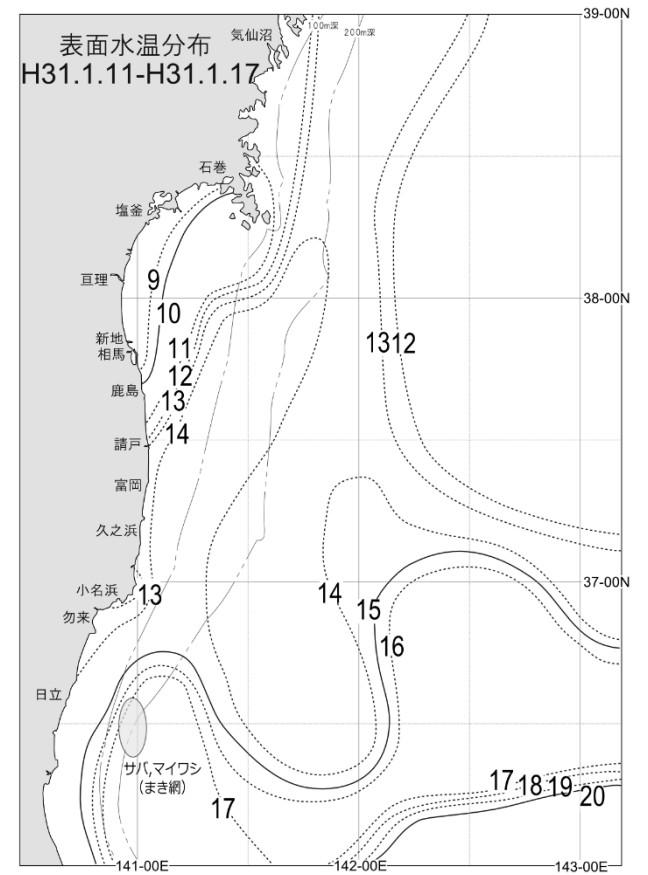 表面水温分布
H31.1.11-H31.1.17
気仙沼
100m深
200m深
39-00N
石巻
塩釜
亘理
9
10
38-00N
新地
相馬
11
13
12
鹿島
12
13
14
請戸
富岡
久之浜
37-00N
小名浜
13
14
15
勿来
16
日立
サバ,マイワシ
(まき網)
17
17
18
19
20
141-00E
142-00E
143-00E